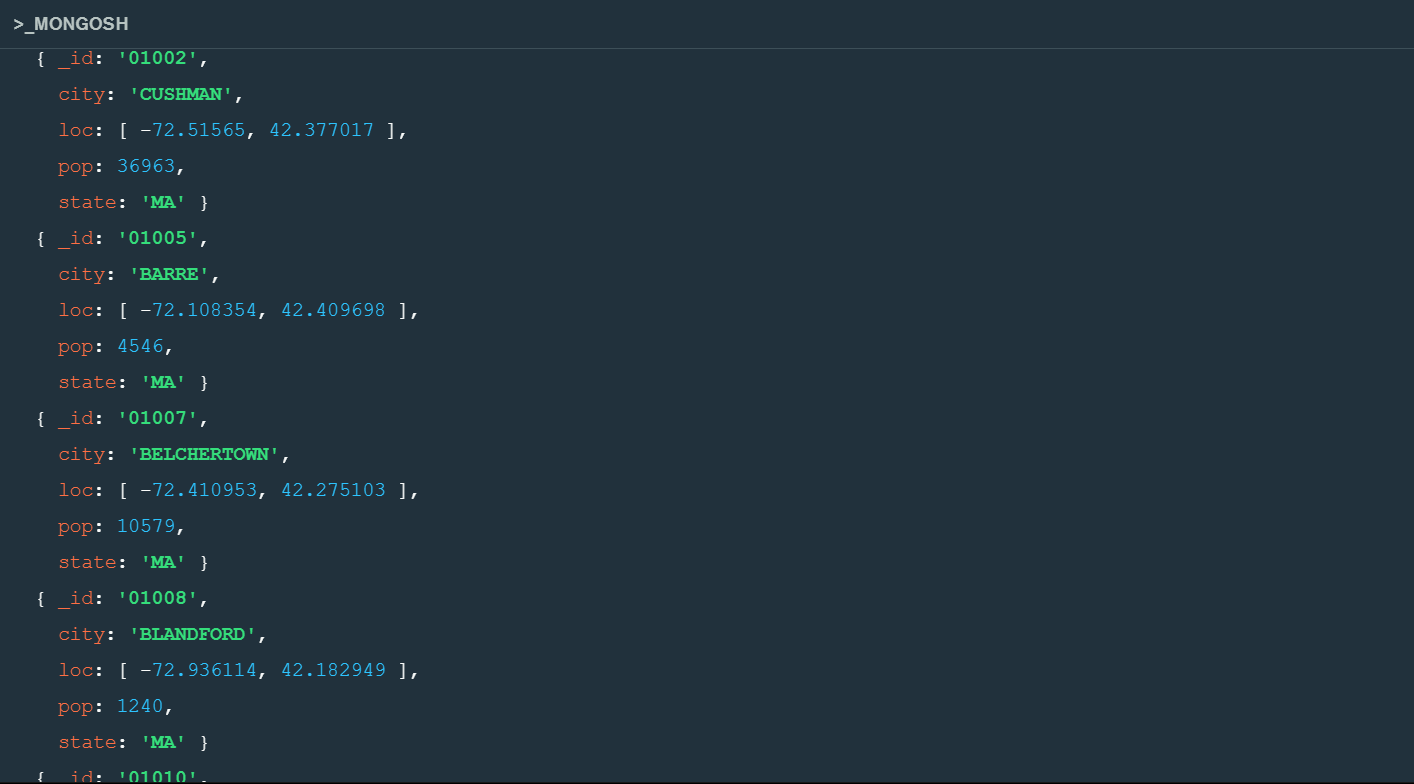 >_MONGOSH
{ _id: '01002',
city: 'CUSHMAN',
loc: [ -72.51565, 42.377017 ],
pop: 36963,
state: 'MA' }
{ _id: '01005',
city: 'BARRE',
loc: [ -72.108354, 42.409698 ],
pop: 4546,
state: 'MA' }
{ _id: '01007',
city: 'BELCHERTOWN',
loc: [ -72.410953, 42.275103 ],
pop: 10579,
state: 'MA' }
{ _id: '01008',
city: 'BLANDFORD',
loc: [ -72.936114, 42.182949 ],
pop: 1240,
state: 'MA' }
{ _id: '01010',